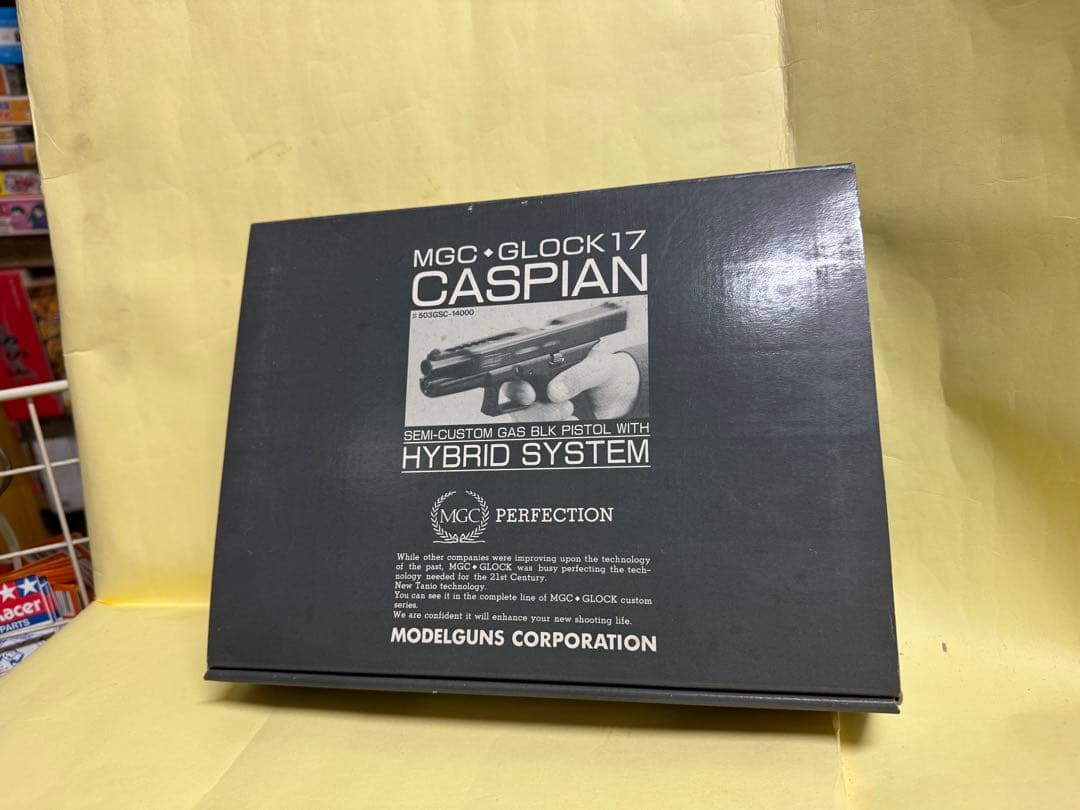 MGC◆GLOCK 17
CASPIAN
#503GSC-14000
SEMI-CUSTOM GAS BLK PISTOL WITH
HYBRID SYSTEM
MGC PERFECTION
While other companies were improving upon the technology
of the past, MGC◆GLOCK was busy perfecting the tech-
nology needed for the 21st Century.
New Tanio technology.
You can see it in the complete line of MGC◆GLOCK custom
series.
We are confident it will enhance your new shooting life.
MODELGUNS CORPORATION
acer
PARTS